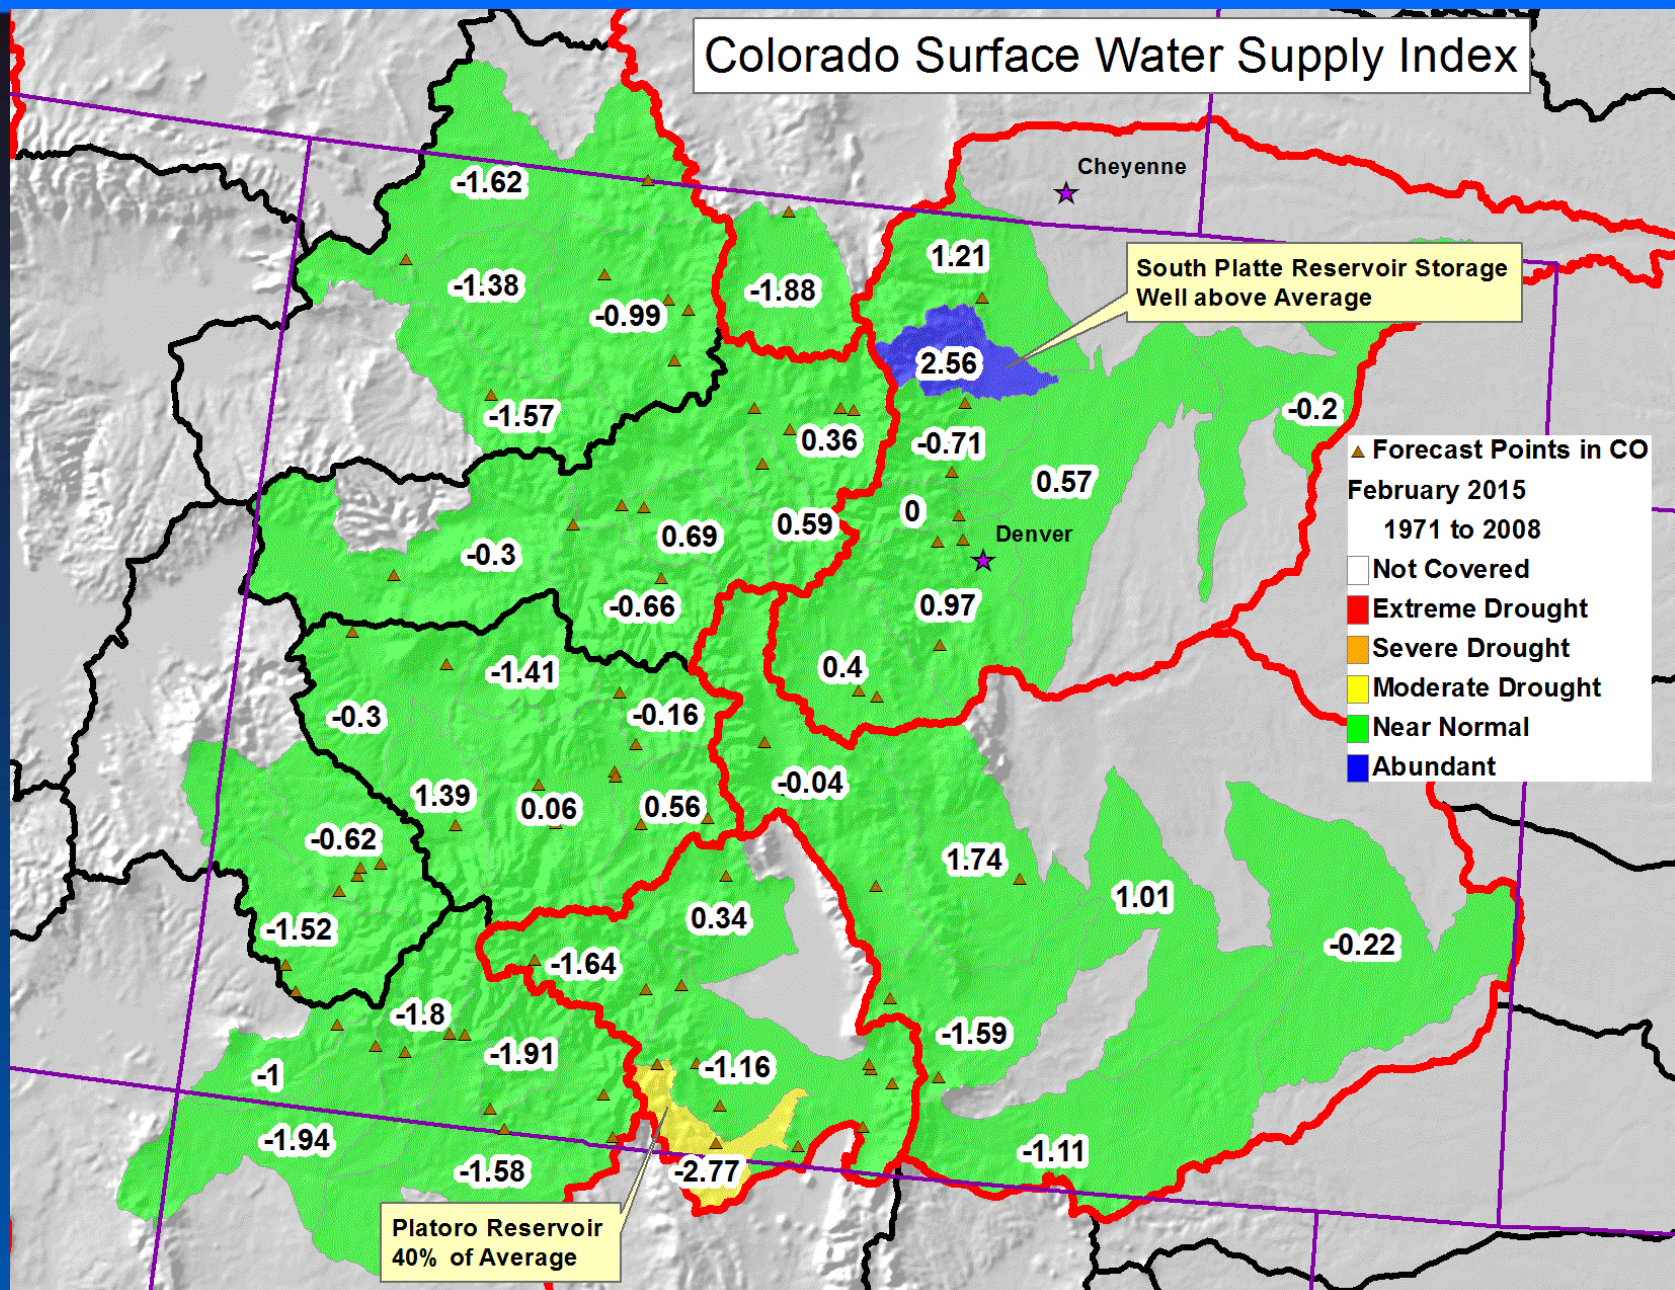 Colorado Surface Water Supply Index
Cheyenne
-1.62
1.21
South Platte Reservoir Storage
Well above Average
-1.38
-1.88
-0.99
2.56
-1.57
-0.2
0.36
-0.71
Forecast Points in CO
0.57
February 2015
0
0.59
1971 to 2008
0.69
Denver
-0.3
Not Covered
-0.66
0.97
Extreme Drought
Severe Drought
-1.41
0.4
Moderate Drought
-0.3
-0.16
Near Normal
Abundant
-0.04
1.39
0.06
0.56
-0.62
1.74
1.01
-1.52
0.34
-0.22
-1.64
-1.8
-1.59
-1.91
-1
-1.16
-1.94
-1.11
-1.58
-2.77
Platoro Reservoir
40% of Average